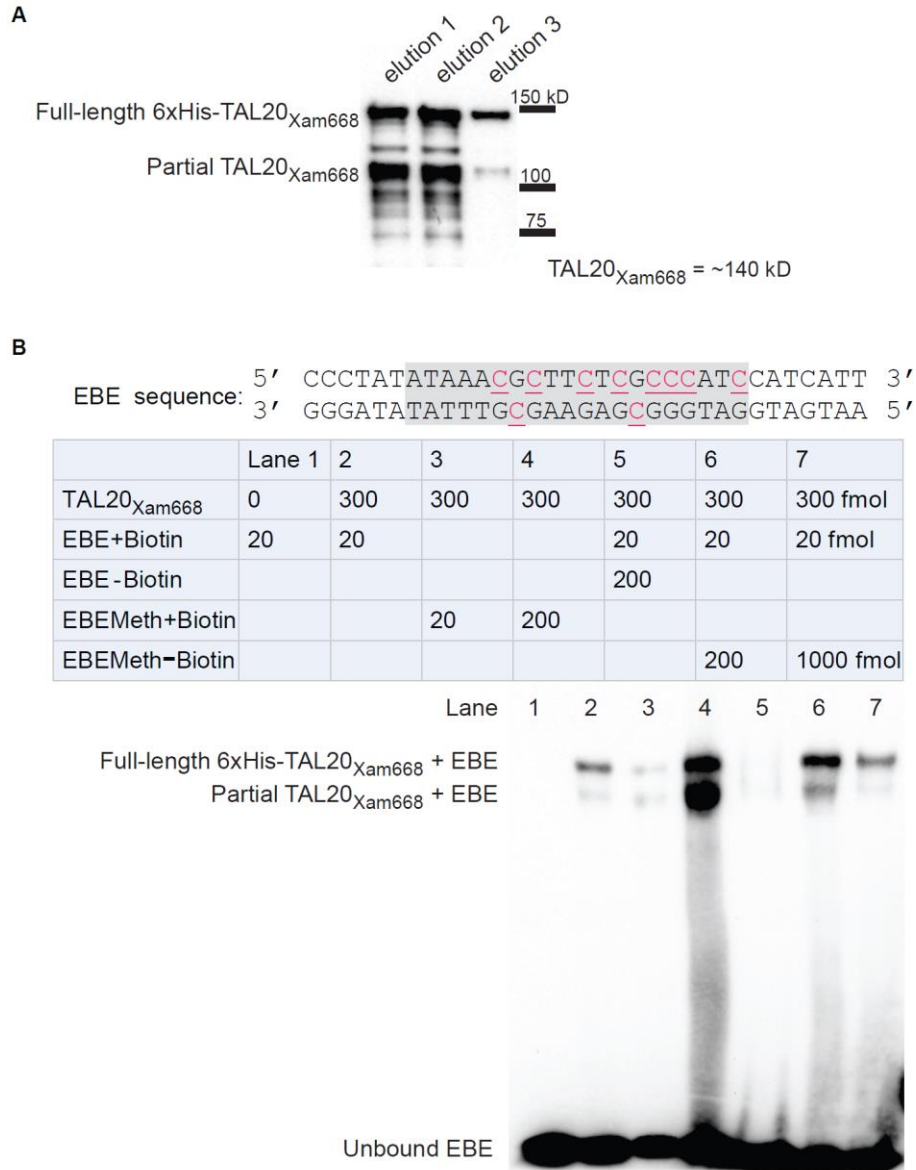 A
elution 1 elution 2 elution 3
150 kD
Full-length 6xHis-TAL20Xam668
Partial TAL20Xam668
100
75
TAL20Xam668 = ~140 kD
B
5′ CCCTATATAAACGCTTCTCGCCCATCCATCATT 3′
EBE sequence:
3′ GGGATATATTTGCGAAGAGCGGGTAGGTAGTAA 5′
Lane 1 2 3 4 5 6 7
TAL20Xam668 0 300 300 300 300 300 300 fmol
EBE+Biotin 20 20 20 20 20 fmol
EBE-Biotin 200
EBEMeth+Biotin 20 200
EBEMeth-Biotin 200 1000 fmol
Lane 1 2 3 4 5 6 7
Full-length 6xHis-TAL20Xam668 + EBE
Partial TAL20Xam668 + EBE
Unbound EBE